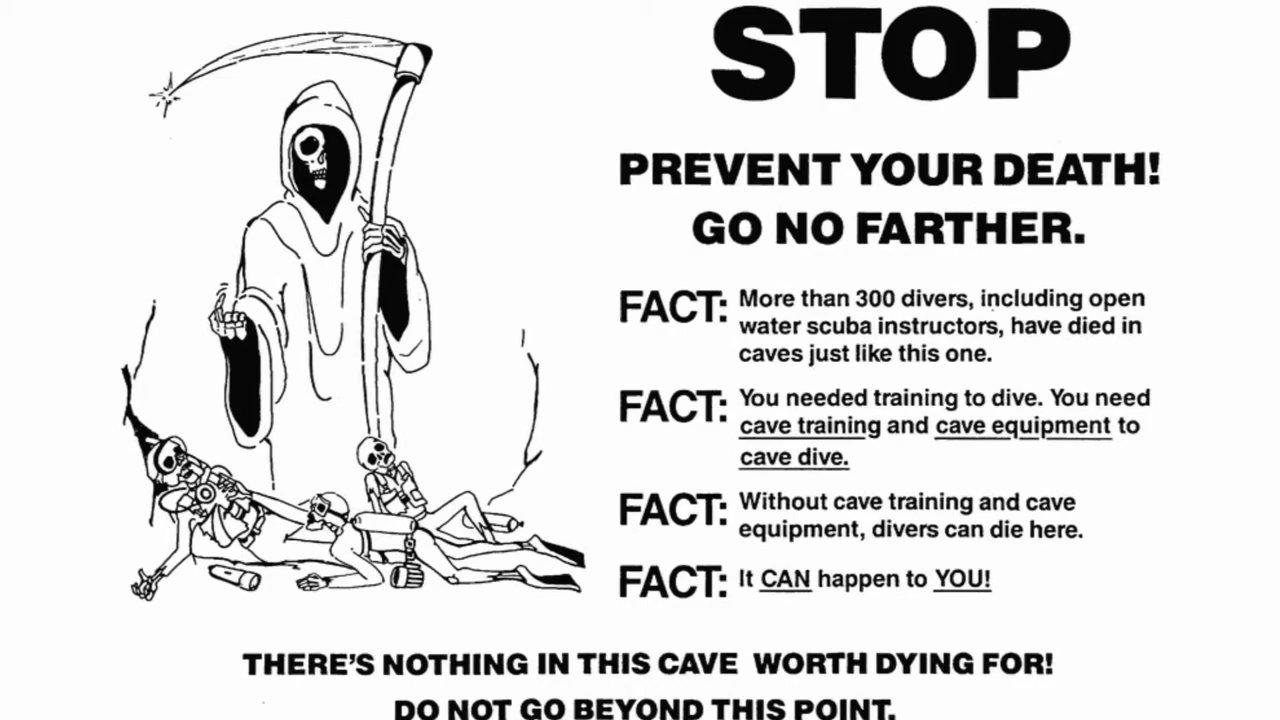 STOP
PREVENT YOUR DEATH!
GO NO FARTHER.
FACT: More than 300 divers, including open
water scuba instructors, have died in
caves just like this one.
FACT: You needed training to dive. You need
cave training and cave equipment to
cave dive.
FACT: Without cave training and cave
equipment, divers can die here.
FACT: It CAN happen to YOU!
THERE'S NOTHING IN THIS CAVE WORTH DYING FOR!
DO NOT GO BEYOND THIS POINT.